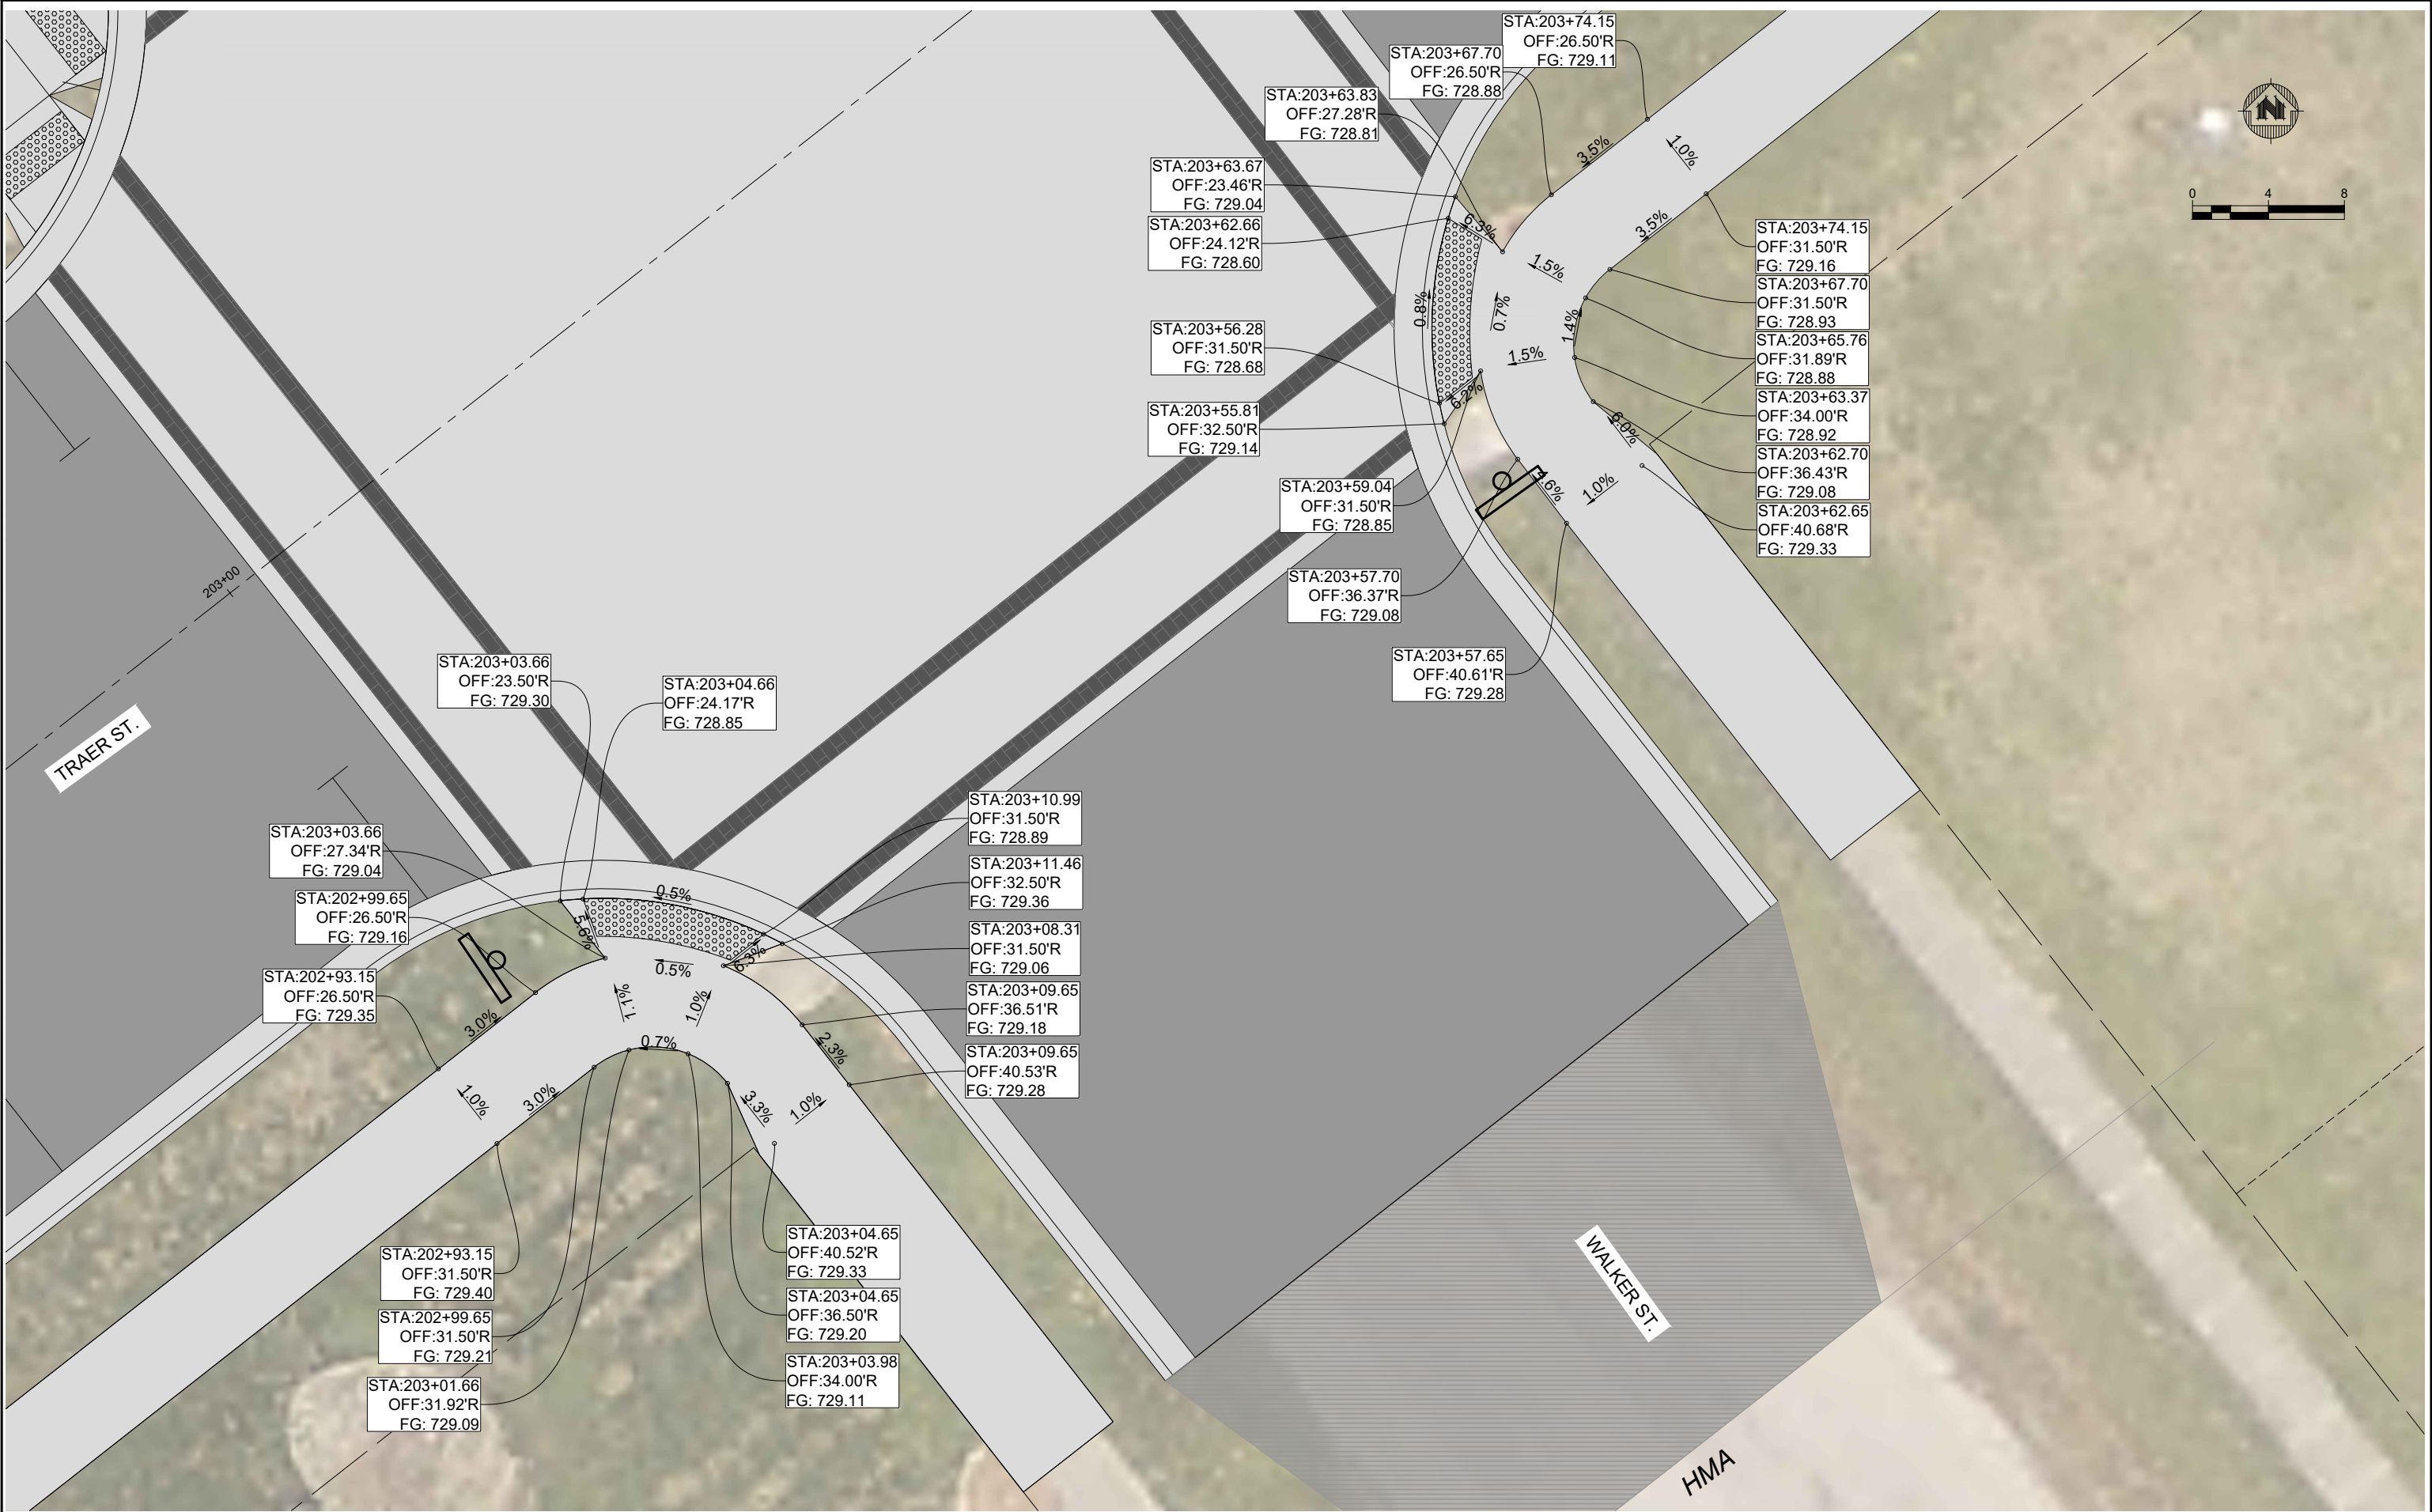 STA:203+74.15
OFF:26.50'R
FG: 729.11
STA:203+67.70
OFF:26.50'R
FG: 728.88
STA:203+63.83
OFF:27.28'R
FG: 728.81
STA:203+63.67
OFF:23.46'R
FG: 729.04
STA:203+62.66
OFF:24.12'R
FG: 728.60
STA:203+56.28
OFF:31.50'R
FG: 728.68
STA:203+55.81
OFF:32.50'R
FG: 729.14
STA:203+59.04
OFF:31.50'R
FG: 728.85
STA:203+57.70
OFF:36.37'R
FG: 729.08
STA:203+57.65
OFF:40.61'R
FG: 729.28
N
0 4 8
3.5%
1.0%
3.5%
6.3%
1.5%
0.8%
0.7%
1.4%
1.5%
6.2%
6.0%
1.0%
STA:203+74.15
OFF:31.50'R
FG: 729.16
STA:203+67.70
OFF:31.50'R
FG: 728.93
STA:203+65.76
OFF:31.89'R
FG: 728.88
STA:203+63.37
OFF:34.00'R
FG: 728.92
STA:203+62.70
OFF:36.43'R
FG: 729.08
STA:203+62.65
OFF:40.68'R
FG: 729.33
203+00
TRAER ST.
STA:203+03.66
OFF:23.50'R
FG: 729.30
STA:203+04.66
OFF:24.17'R
FG: 728.85
STA:203+03.66
OFF:27.34'R
FG: 729.04
STA:202+99.65
OFF:26.50'R
FG: 729.16
STA:202+93.15
OFF:26.50'R
FG: 729.35
STA:203+10.99
OFF:31.50'R
FG: 728.89
STA:203+11.46
OFF:32.50'R
FG: 729.36
STA:203+08.31
OFF:31.50'R
FG: 729.06
STA:203+09.65
OFF:36.51'R
FG: 729.18
STA:203+09.65
OFF:40.53'R
FG: 729.28
0.5%
5.6%
6.3%
0.5%
1.1%
1.0%
3.0%
0.7%
2.3%
1.0%
3.0%
3.3%
1.0%
STA:202+93.15
OFF:31.50'R
FG: 729.40
STA:202+99.65
OFF:31.50'R
FG: 729.21
STA:203+01.66
OFF:31.92'R
FG: 729.09
STA:203+04.65
OFF:40.52'R
FG: 729.33
STA:203+04.65
OFF:36.50'R
FG: 729.20
STA:203+03.98
OFF:34.00'R
FG: 729.11
WALKER ST.
HMA